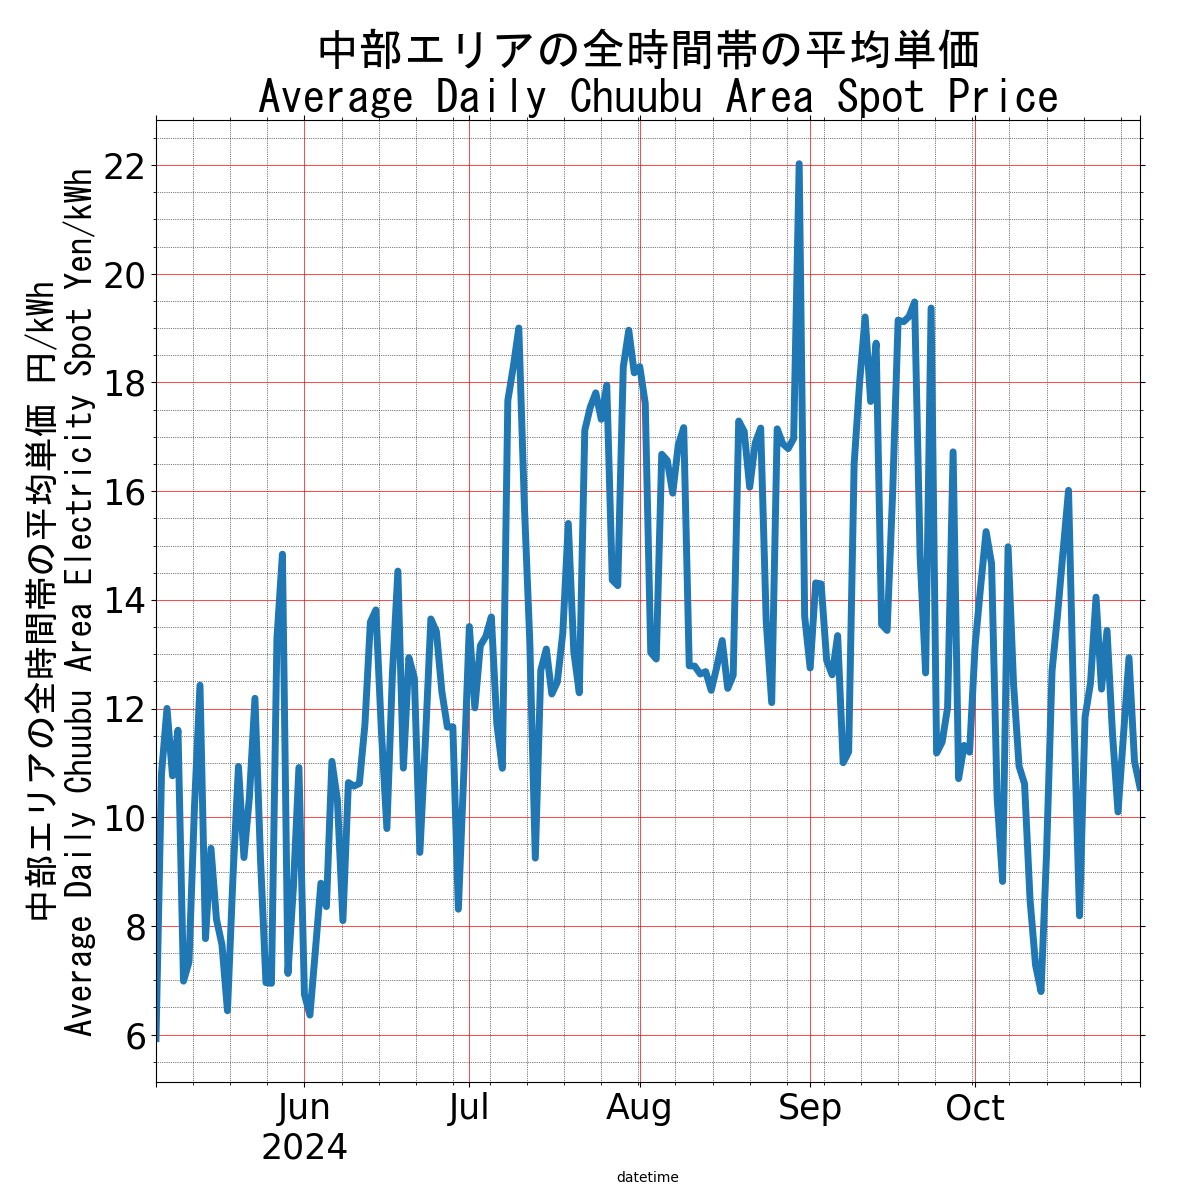 中部エリアの全時間帯の平均単価
Average Daily Chuubu Area Spot Price
中部エリアの全時間帯の平均単価 円/kWh
Average Daily Chuubu Area Electricity Spot Yen/kWh
22
20
18
16
14
12
10
8
6
Jun
Jul
Aug
Sep
Oct
2024
datetime